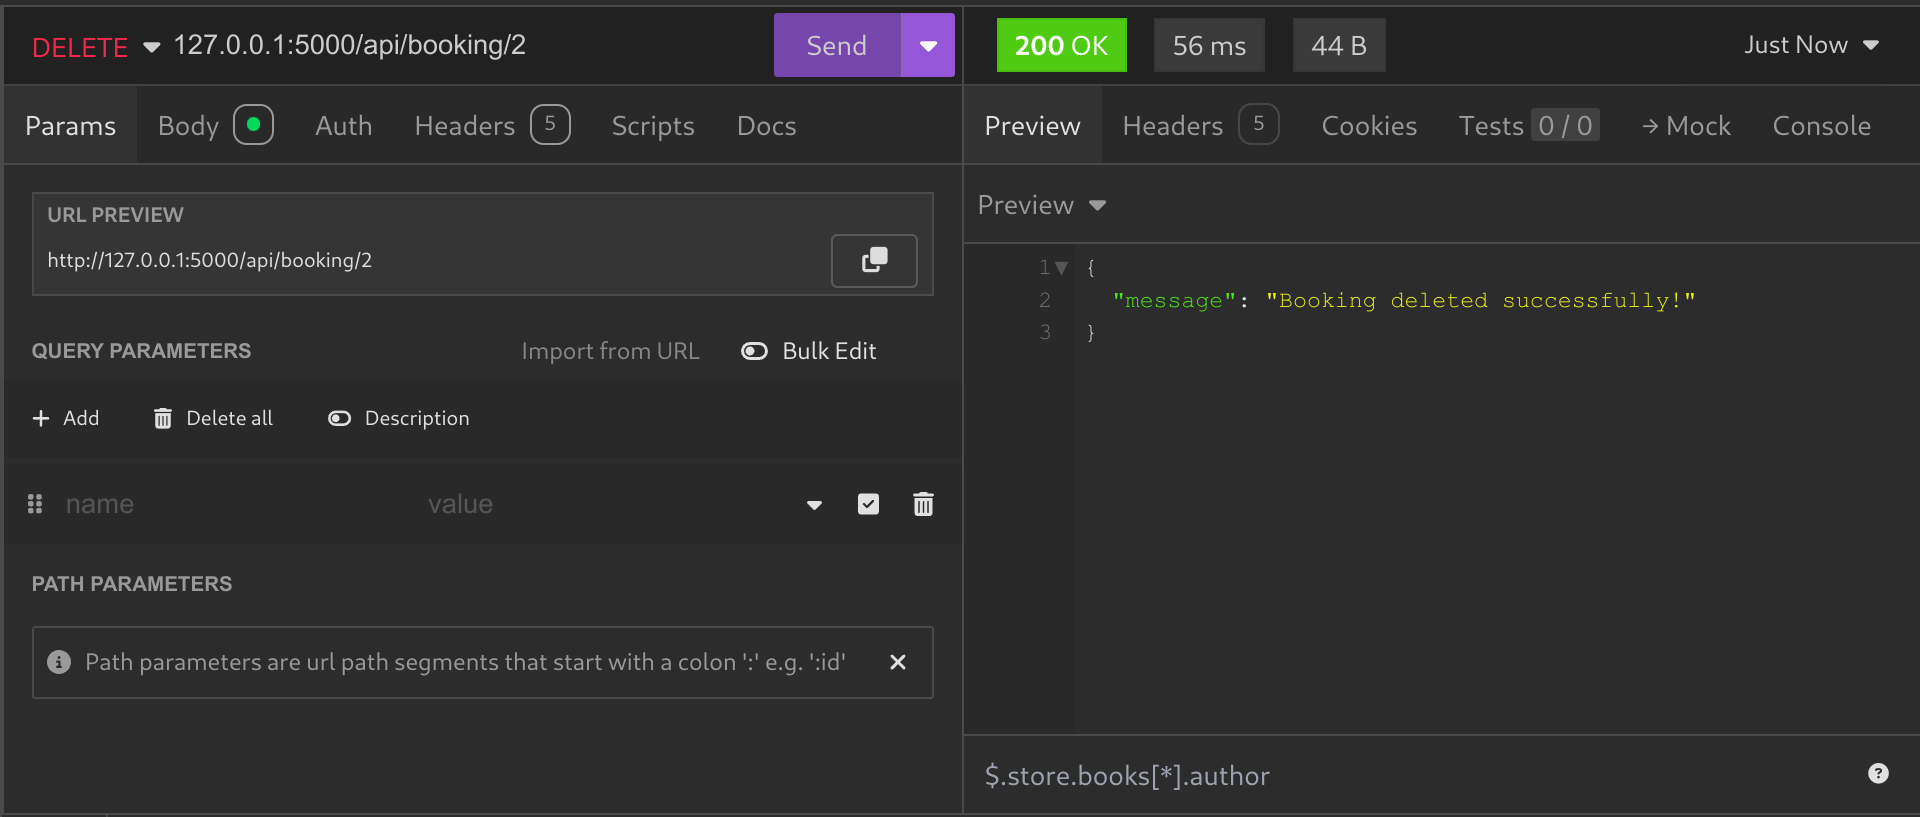 DELETE 127.0.0.1:5000/api/booking/2 Send
200 OK 56 ms 44 B Just Now
Params Body Auth Headers 5 Scripts Docs
Preview Headers 5 Cookies Tests 0 / 0 → Mock Console
URL PREVIEW
http://127.0.0.1:5000/api/booking/2
QUERY PARAMETERS Import from URL Bulk Edit
+ Add Delete all Description
name value
PATH PARAMETERS
Path parameters are url path segments that start with a colon ':' e.g. ':id'
Preview
1 {
2 "message": "Booking deleted successfully!"
3 }
$.store.books[*].author